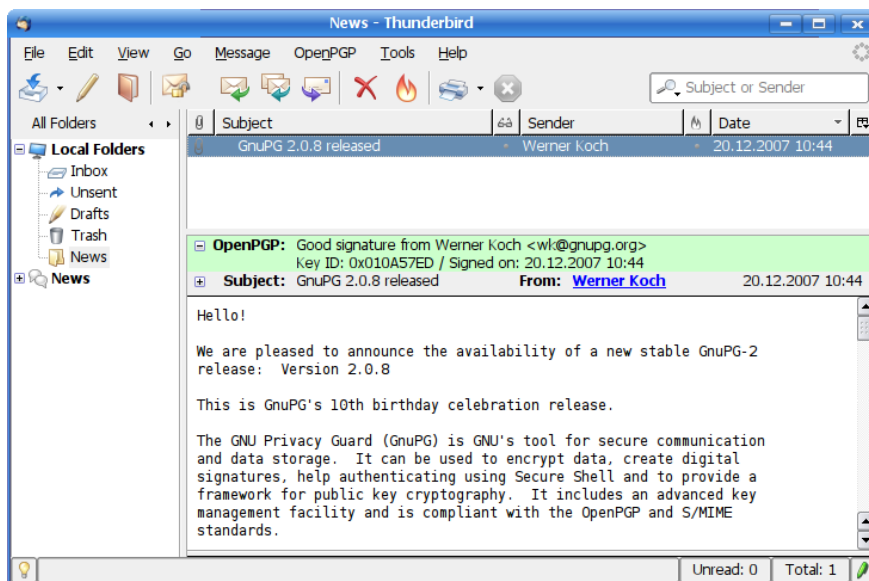 News - Thunderbird
File Edit View Go Message OpenPGP Tools Help
Subject or Sender
All Folders
Subject Sender Date
GnuPG 2.0.8 released Werner Koch 20.12.2007 10:44
Local Folders
Inbox
Unsent
Drafts
Trash
News
News
OpenPGP: Good signature from Werner Koch <wk@gnupg.org>
Key ID: 0x010A57ED / Signed on: 20.12.2007 10:44
Subject: GnuPG 2.0.8 released From: Werner Koch 20.12.2007 10:44
Hello!
We are pleased to announce the availability of a new stable GnuPG-2
release: Version 2.0.8
This is GnuPG's 10th birthday celebration release.
The GNU Privacy Guard (GnuPG) is GNU's tool for secure communication
and data storage. It can be used to encrypt data, create digital
signatures, help authenticating using Secure Shell and to provide a
framework for public key cryptography. It includes an advanced key
management facility and is compliant with the OpenPGP and S/MIME
standards.
Unread: 0 Total: 1